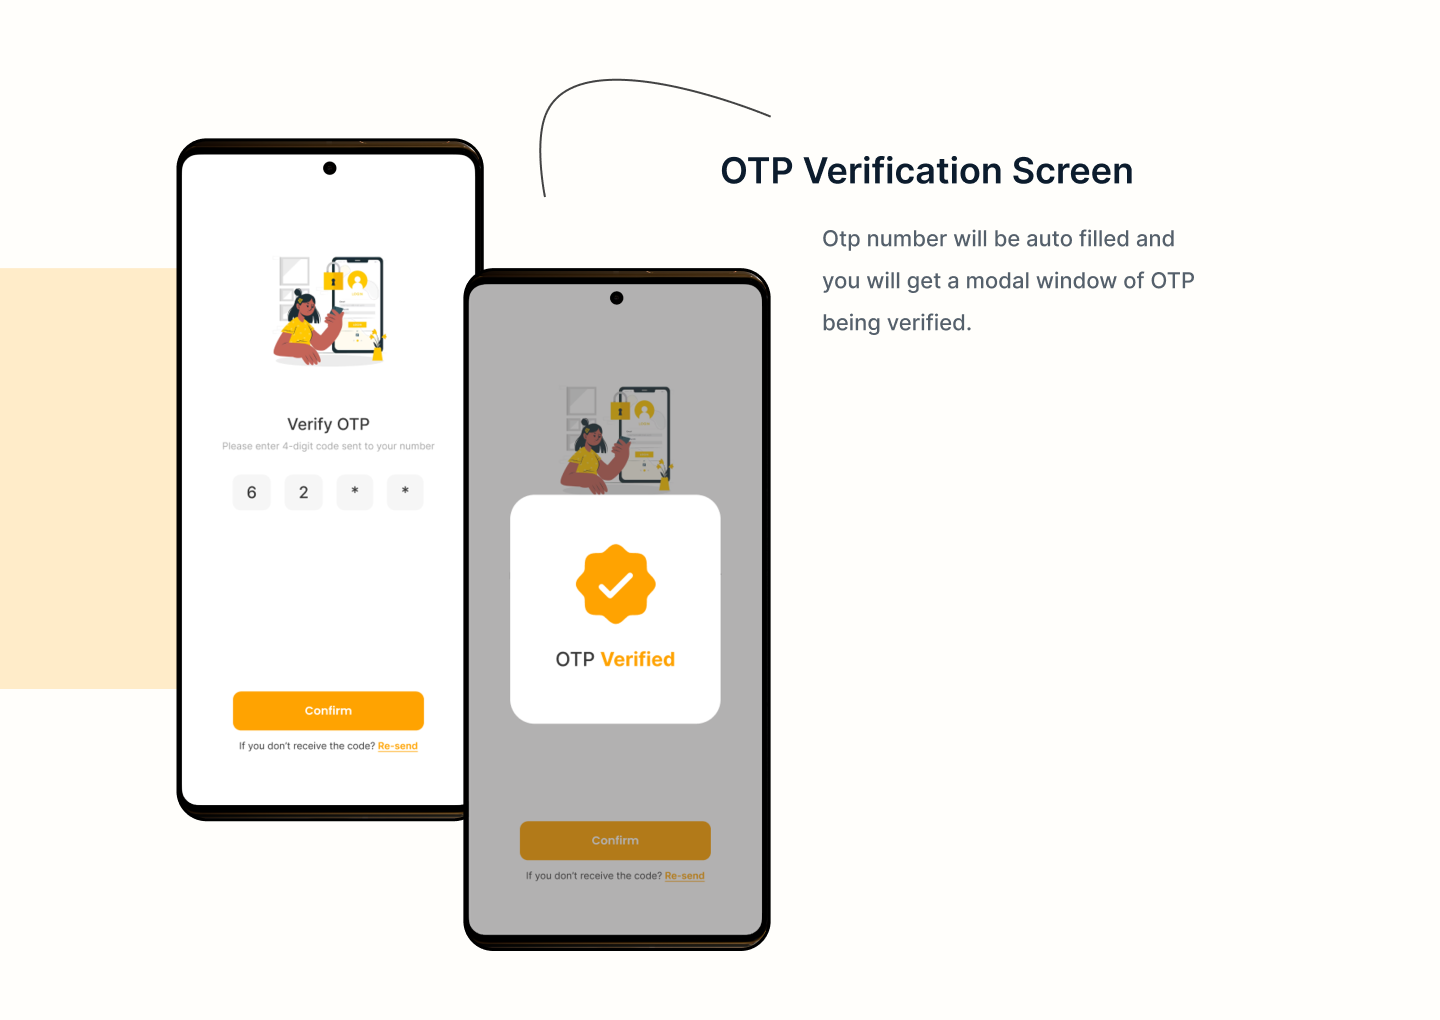 OTP Verification Screen
Otp number will be auto filled and
you will get a modal window of OTP
being verified.
Verify OTP
Please enter 4-digit code sent to your number
6 2 * *
Confirm
If you don't receive the code? Re-send
OTP Verified
Confirm
If you don't receive the code? Re-send